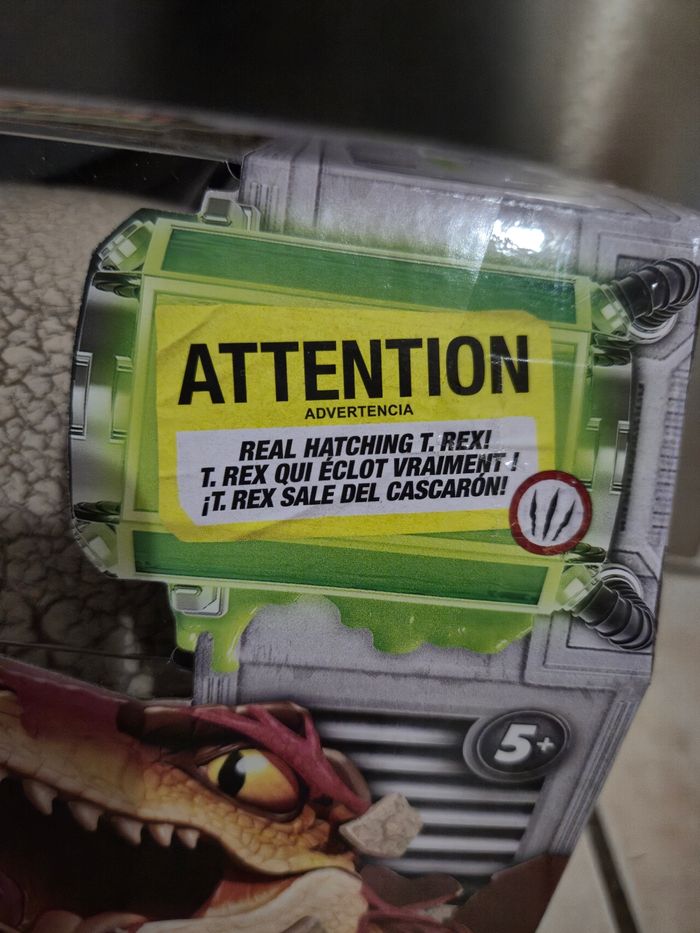 ATTENTION
ADVERTENCIA
REAL HATCHING T. REX!
T. REX QUI ÉCLOT VRAIMENT !
¡T. REX SALE DEL CASCARÓN!
5+